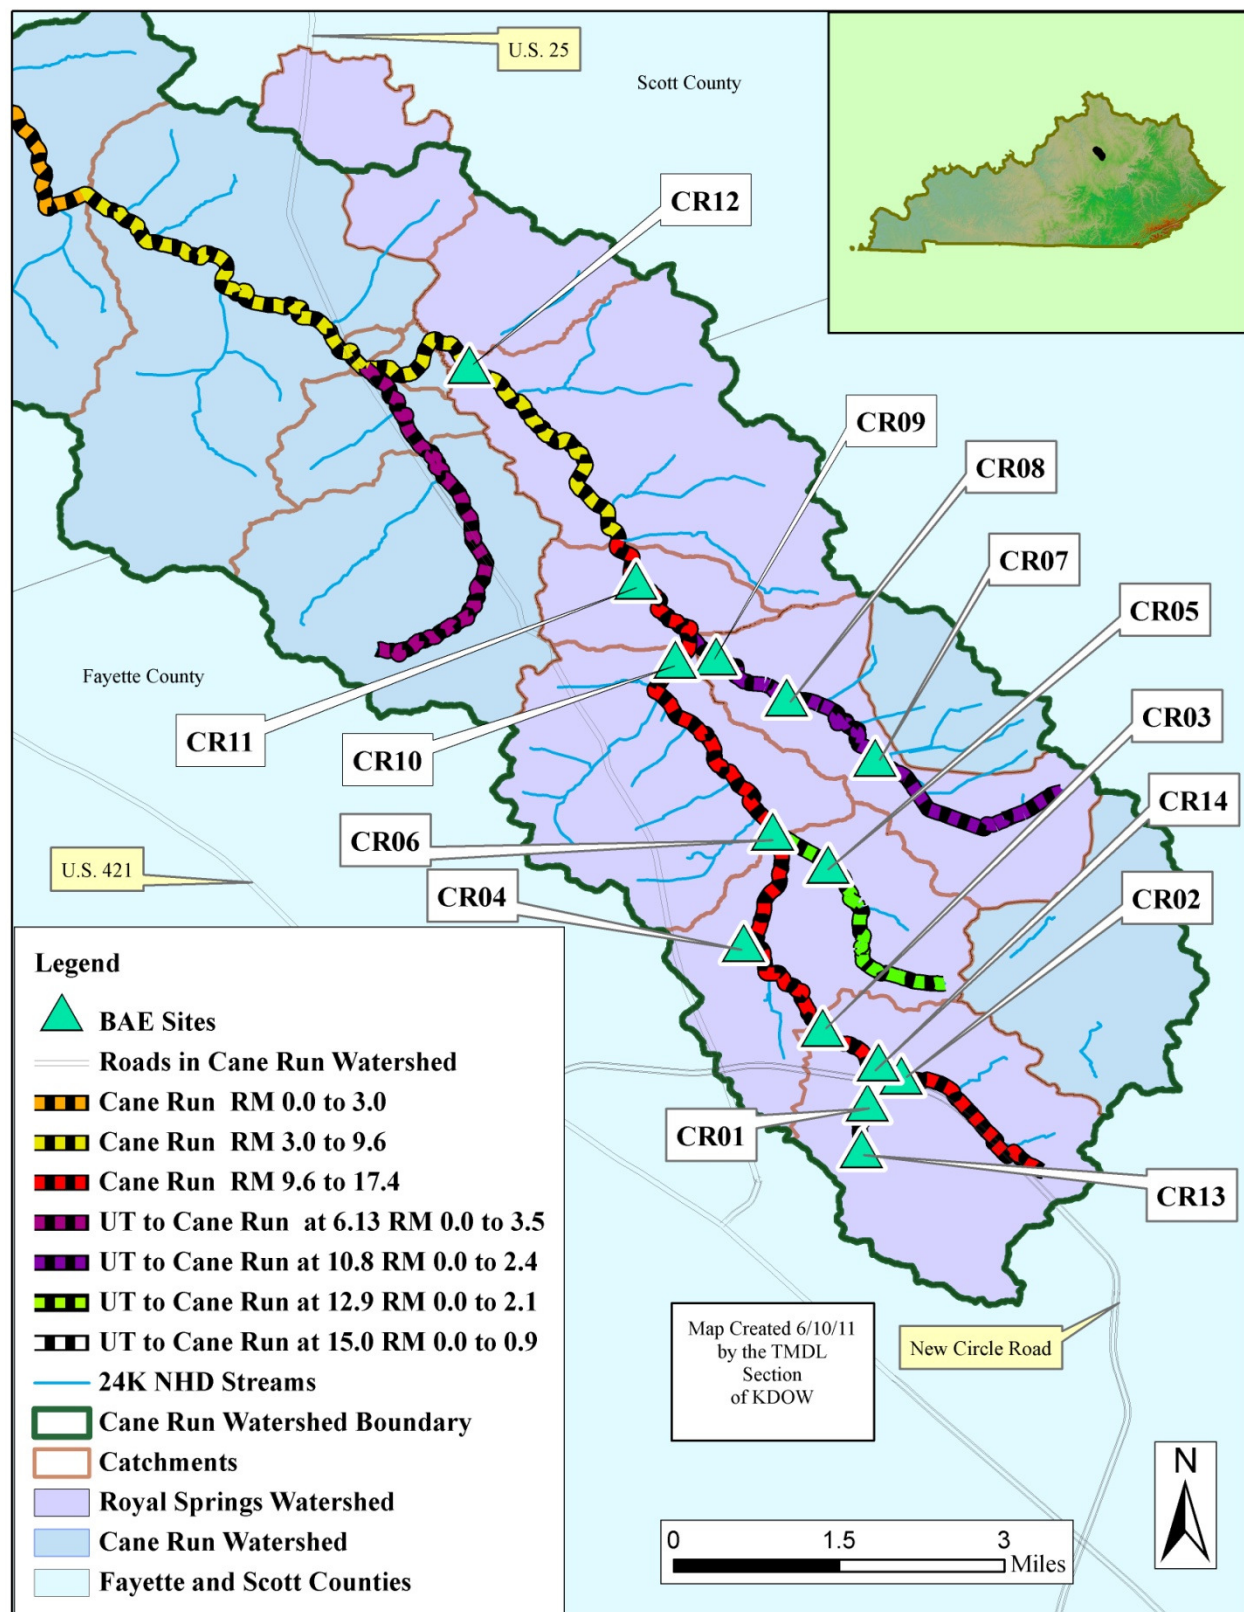 U.S. 25
Scott County
CR12
CR09
CR08
CR07
CR05
Fayette County
CR11
CR10
CR03
CR14
CR06
U.S. 421
CR04
CR02
CR01
CR13
Legend
BAE Sites
Roads in Cane Run Watershed
Cane Run RM 0.0 to 3.0
Cane Run RM 3.0 to 9.6
Cane Run RM 9.6 to 17.4
UT to Cane Run at 6.13 RM 0.0 to 3.5
UT to Cane Run at 10.8 RM 0.0 to 2.4
UT to Cane Run at 12.9 RM 0.0 to 2.1
UT to Cane Run at 15.0 RM 0.0 to 0.9
24K NHD Streams
Cane Run Watershed Boundary
Catchments
Royal Springs Watershed
Cane Run Watershed
Fayette and Scott Counties
Map Created 6/10/11
by the TMDL
Section
of KDOW
New Circle Road
N
0 1.5 3
Miles